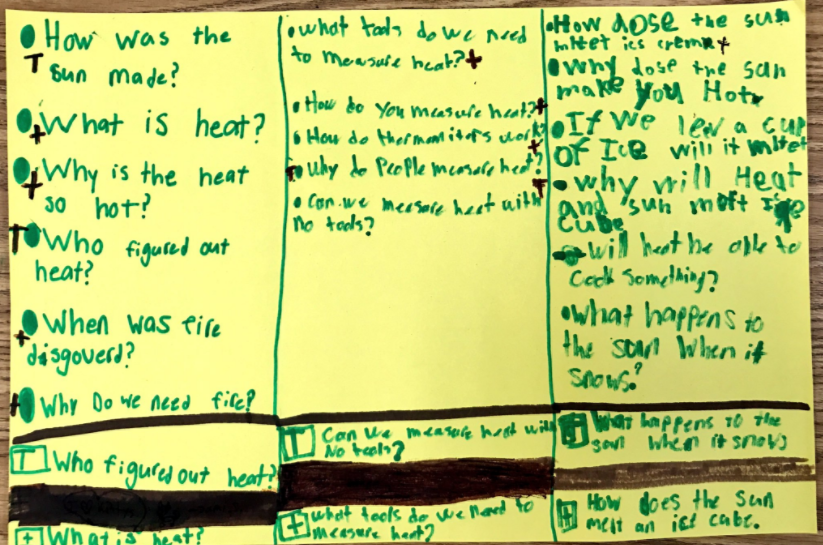 How was the
sun made?
What is heat?
Why is the heat
so hot?
Who figured out
heat?
When was fire
disgoverd?
Why Do we need fire?
T Who figured out heat?
+ What is heat?
what tools do we need
to measure heat?
How do you measure heat?
How do thermomitors work?
why do People measure heat?
Can we measure heat with
No tools?
T Can we measure heat with
No tools?
+ what tools do we need to
measure heat?
How dose the sun
mltet ics cremy
why dose the sun
make you Hot
If we lev a cup
of Ice will it mltet
why will Heat
and sun melt Ice
cube
will heat be able to
Cook something?
what happens to
the sun when it
snows?
What happens to the
sun when it snows
How does the Sun
melt an ice cube.